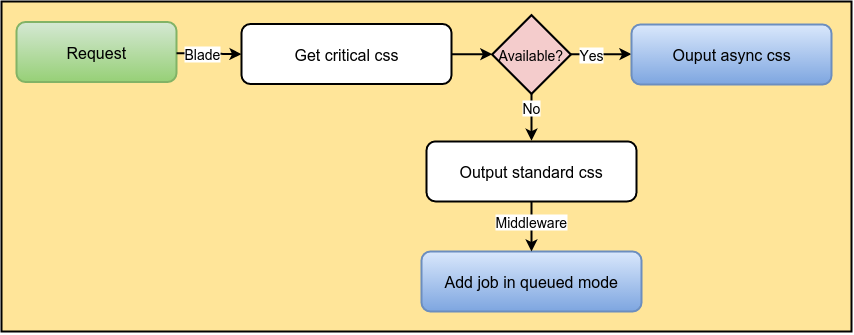 Request
Blade
Get critical css
Available?
Yes
Ouput async css
No
Output standard css
Middleware
Add job in queued mode